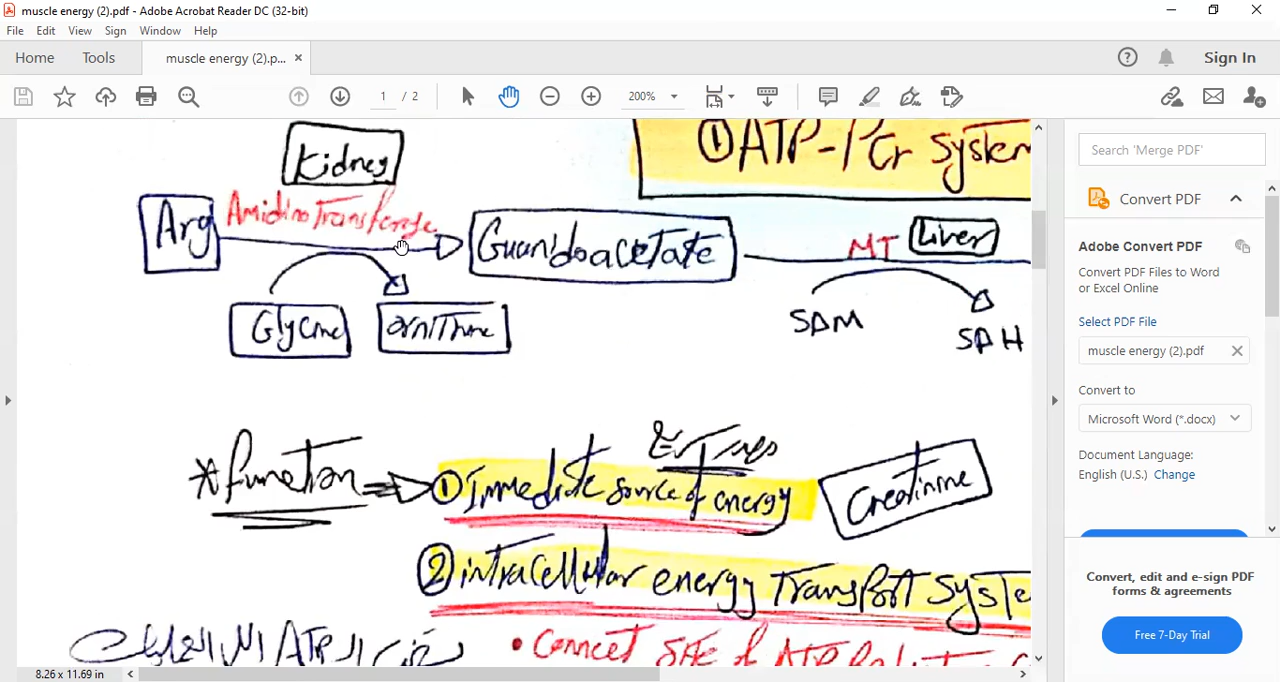 muscle energy (2).pdf - Adobe Acrobat Reader DC (32-bit)
File Edit View Sign Window Help
Home Tools muscle energy (2).p... ×
1 / 2 200%
Sign In
Kidney
① ATP-PCr System
Arg
AmidinoTransferase
Guanidoacetate
MT
Liver
Glycine
ornithine
SAM
SAH
*function
① Immediate source of energy
Creatinine
② intracellular energy Transport Syste
ATP
• Connect Site of ATP
8.26 x 11.69 in
Search 'Merge PDF'
Convert PDF
Adobe Convert PDF
Convert PDF Files to Word
or Excel Online
Select PDF File
muscle energy (2).pdf
Convert to
Microsoft Word (*.docx)
Document Language:
English (U.S.) Change
Convert, edit and e-sign PDF
forms & agreements
Free 7-Day Trial